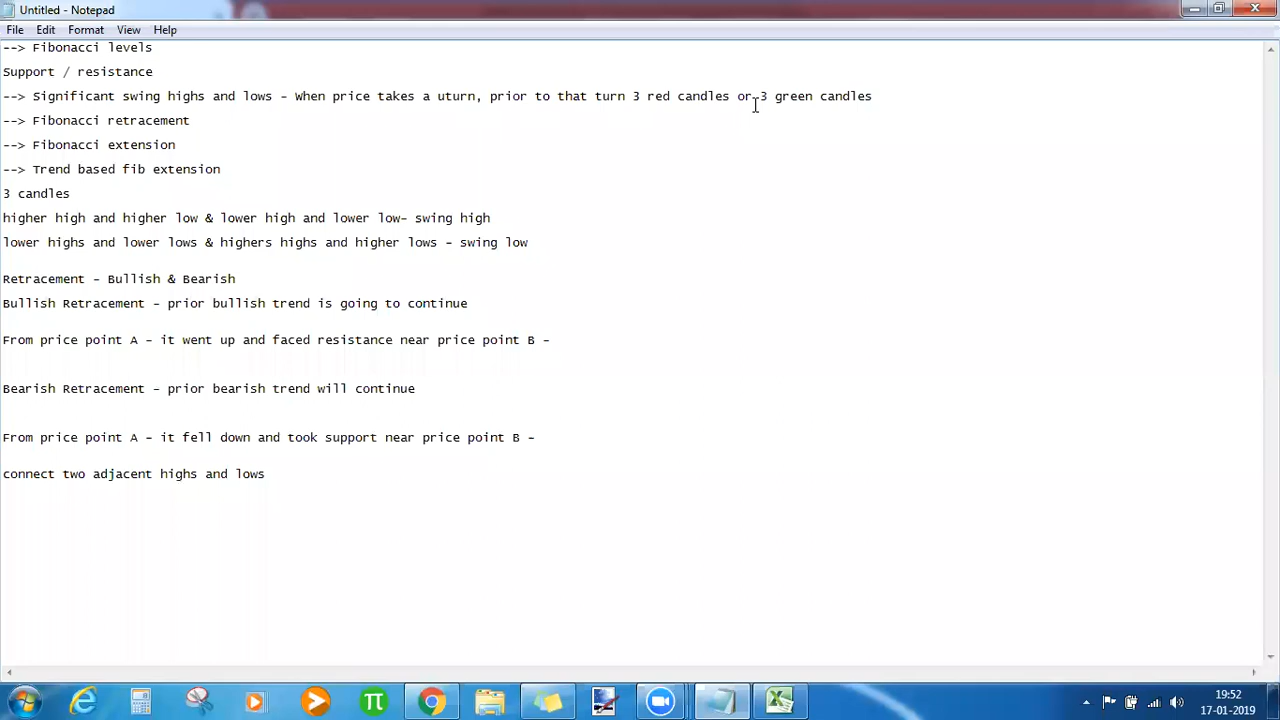 Untitled - Notepad
File Edit Format View Help
--> Fibonacci levels
Support / resistance
--> Significant swing highs and lows - When price takes a uturn, prior to that turn 3 red candles or 3 green candles
--> Fibonacci retracement
--> Fibonacci extension
--> Trend based fib extension
3 candles
higher high and higher low & lower high and lower low- swing high
lower highs and lower lows & highers highs and higher lows - swing low
Retracement - Bullish & Bearish
Bullish Retracement - prior bullish trend is going to continue
From price point A - it went up and faced resistance near price point B -
Bearish Retracement - prior bearish trend will continue
From price point A - it fell down and took support near price point B -
connect two adjacent highs and lows
19:52
17-01-2019